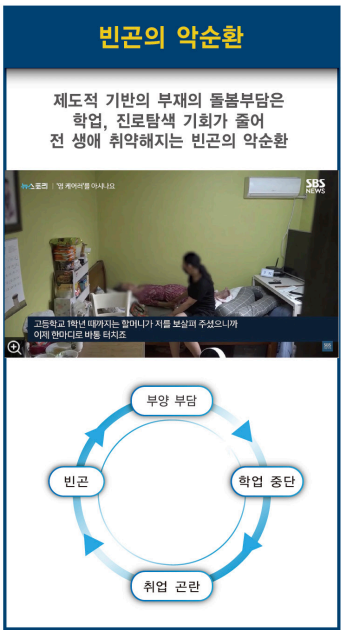 빈곤의 악순환
제도적 기반의 부재의 돌봄부담은
학업, 진로탐색 기회가 줄어
전 생애 취약해지는 빈곤의 악순환
뉴스토리 | '영 케어러'를 아시나요
SBS
NEWS
고등학교 1학년 때까지는 할머니가 저를 보살펴 주셨으니까
이제 한마디로 바통 터치죠
부양 부담
빈곤
학업 중단
취업 곤란